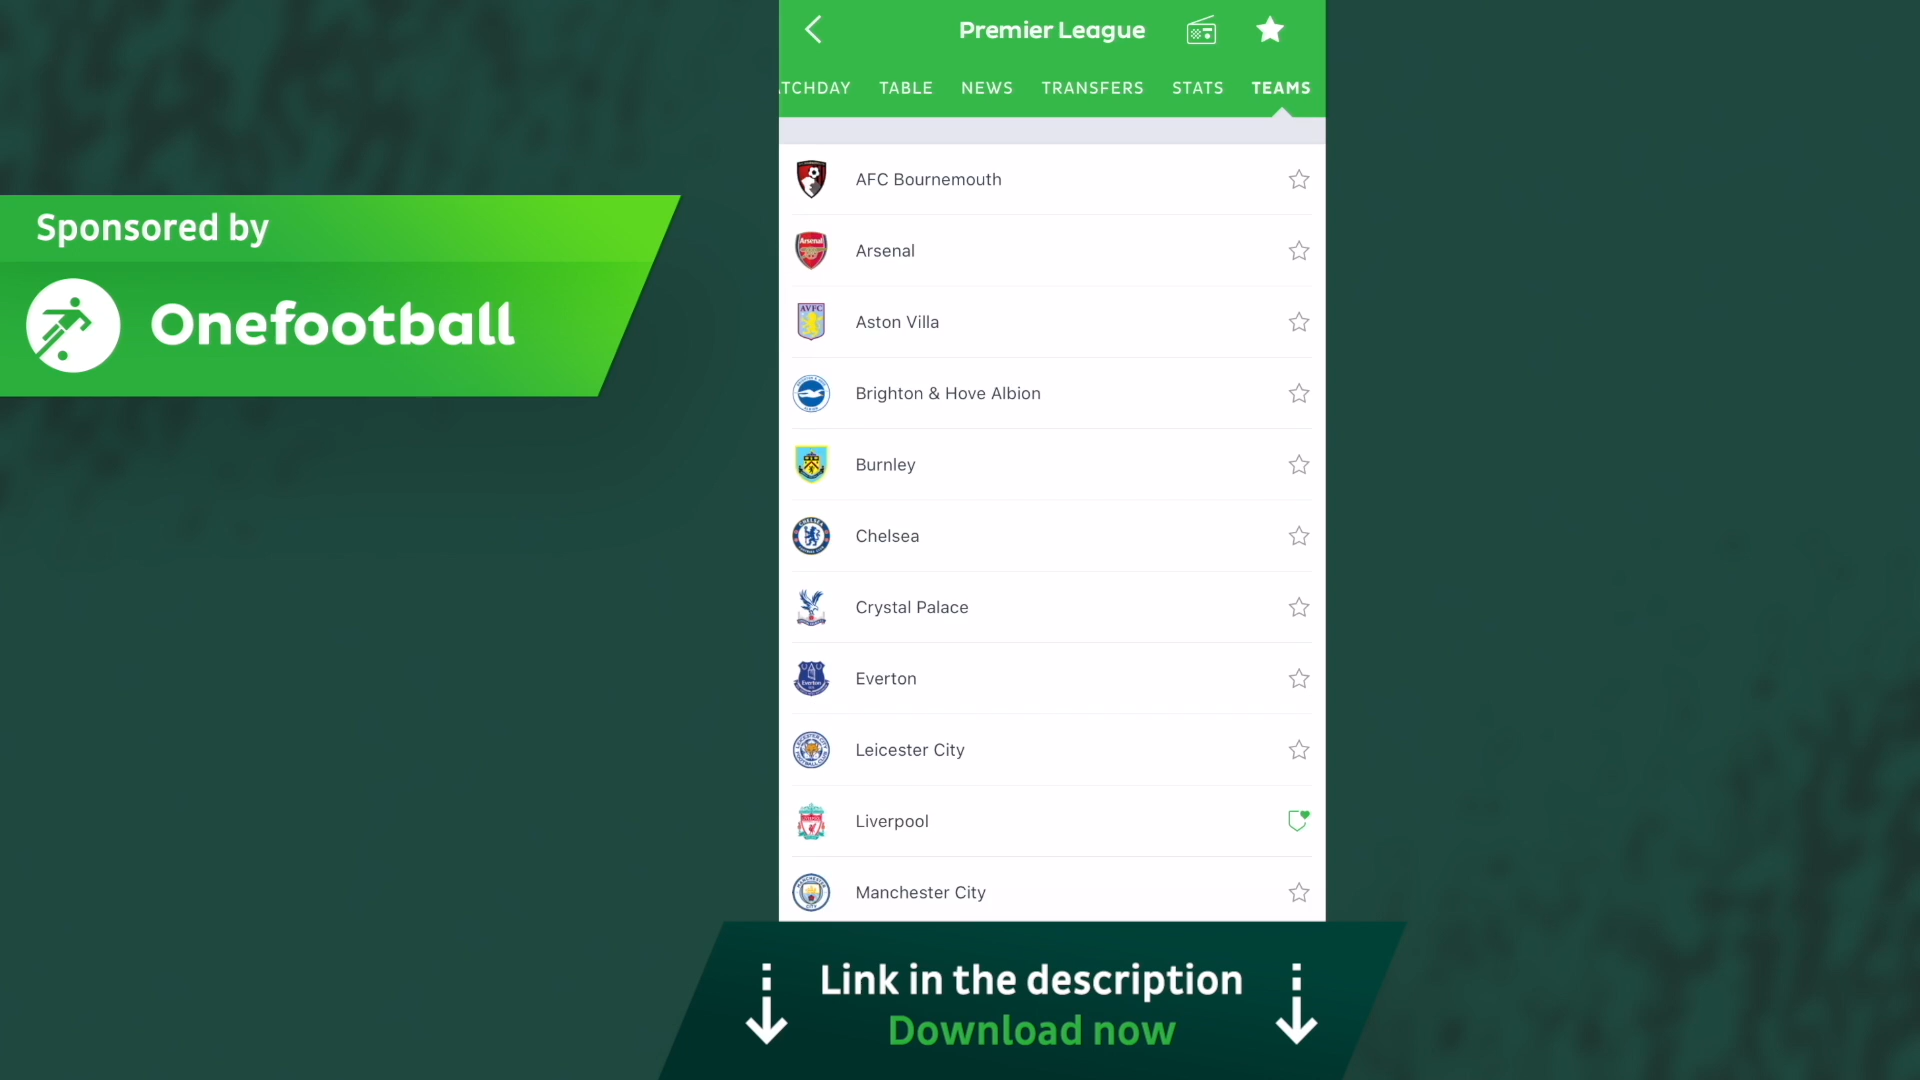 Premier League
TCHDAY TABLE NEWS TRANSFERS STATS TEAMS
Sponsored by
Onefootball
AFC Bournemouth
Arsenal
Aston Villa
Brighton & Hove Albion
Burnley
Chelsea
Crystal Palace
Everton
Leicester City
Liverpool
Manchester City
Link in the description
Download now